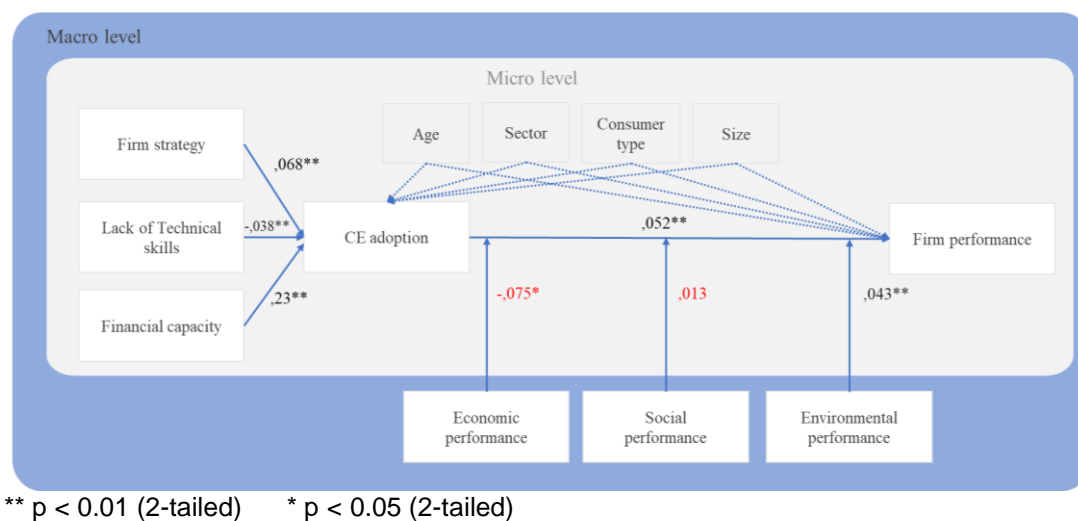 Macro level
Micro level
Firm strategy
Age
Sector
Consumer
type
Size
,068**
Lack of Technical
skills
-,038**
CE adoption
,052**
Firm performance
,23**
Financial capacity
-,075*
,013
,043**
Economic
performance
Social
performance
Environmental
performance
** p < 0.01 (2-tailed) * p < 0.05 (2-tailed)